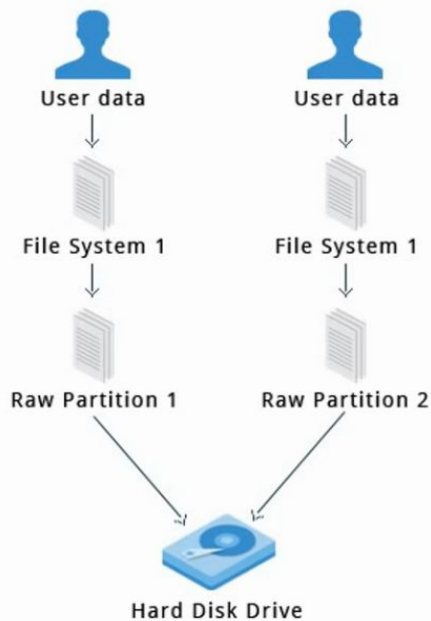 User data
User data
File System 1
File System 1
Raw Partition 1
Raw Partition 2
Hard Disk Drive